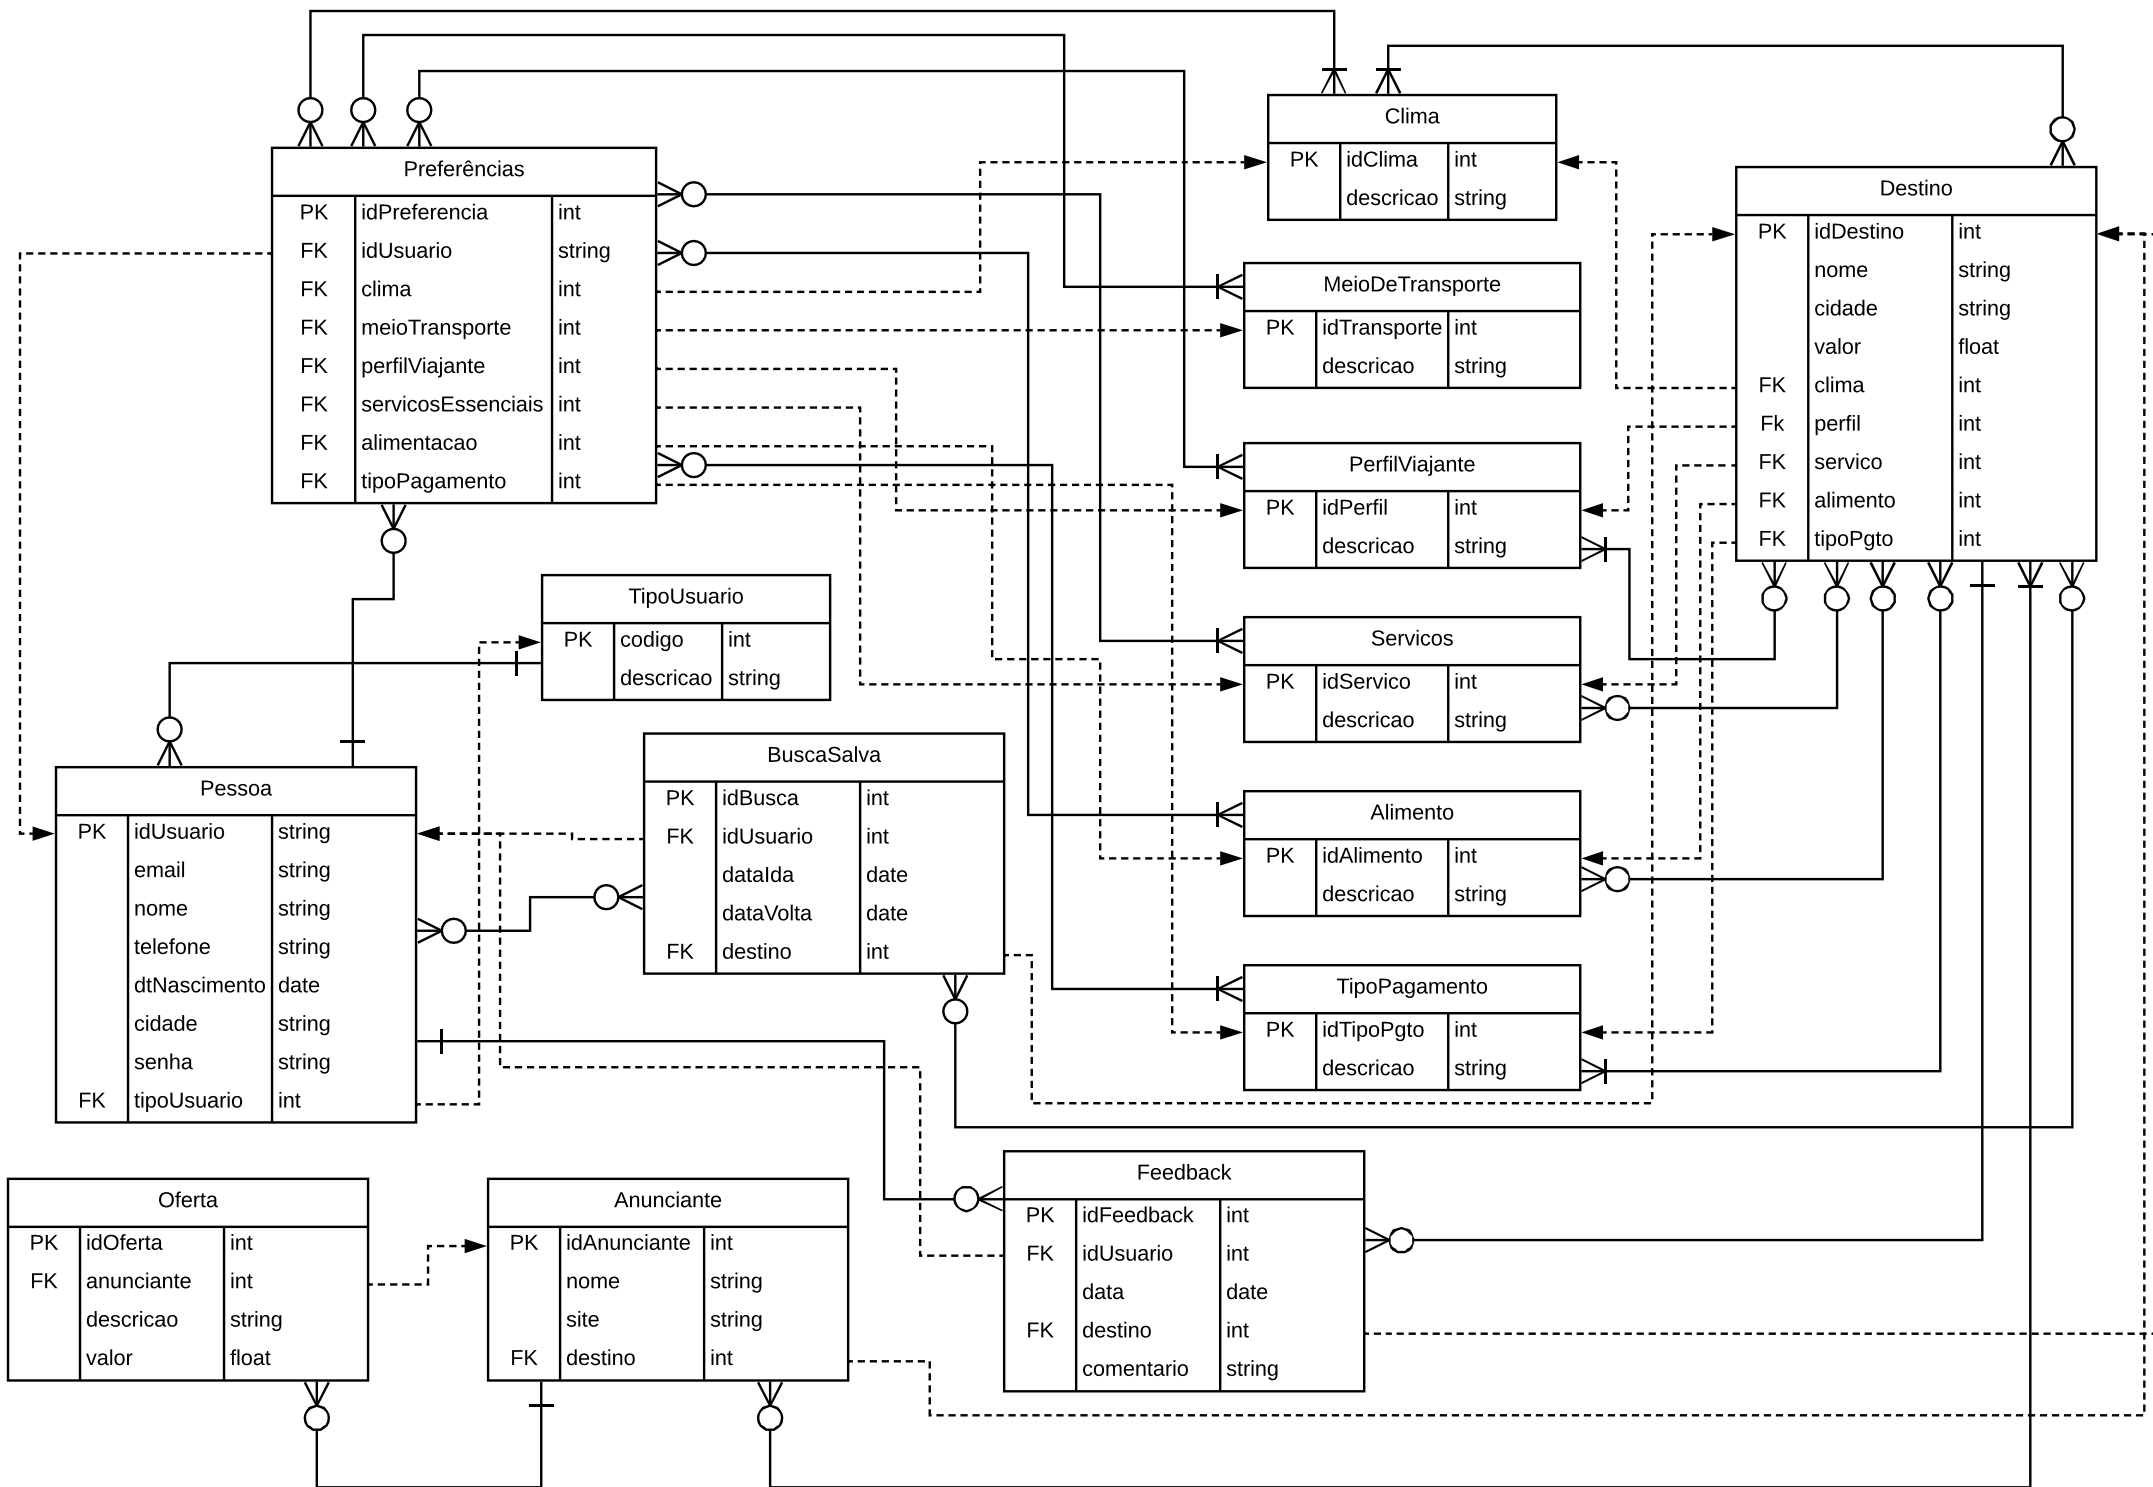 Preferências
PK idPreferencia int
FK idUsuario string
FK clima int
FK meioTransporte int
FK perfilViajante int
FK servicosEssenciais int
FK alimentacao int
FK tipoPagamento int
Clima
PK idClima int
descricao string
Destino
PK idDestino int
nome string
cidade string
valor float
FK clima int
Fk perfil int
FK servico int
FK alimento int
FK tipoPgto int
MeioDeTransporte
PK idTransporte int
descricao string
PerfilViajante
PK idPerfil int
descricao string
TipoUsuario
PK codigo int
descricao string
Servicos
PK idServico int
descricao string
Pessoa
PK idUsuario string
email string
nome string
telefone string
dtNascimento date
cidade string
senha string
FK tipoUsuario int
BuscaSalva
PK idBusca int
FK idUsuario int
dataIda date
dataVolta date
FK destino int
Alimento
PK idAlimento int
descricao string
TipoPagamento
PK idTipoPgto int
descricao string
Oferta
PK idOferta int
FK anunciante int
descricao string
valor float
Anunciante
PK idAnunciante int
nome string
site string
FK destino int
Feedback
PK idFeedback int
FK idUsuario int
data date
FK destino int
comentario string